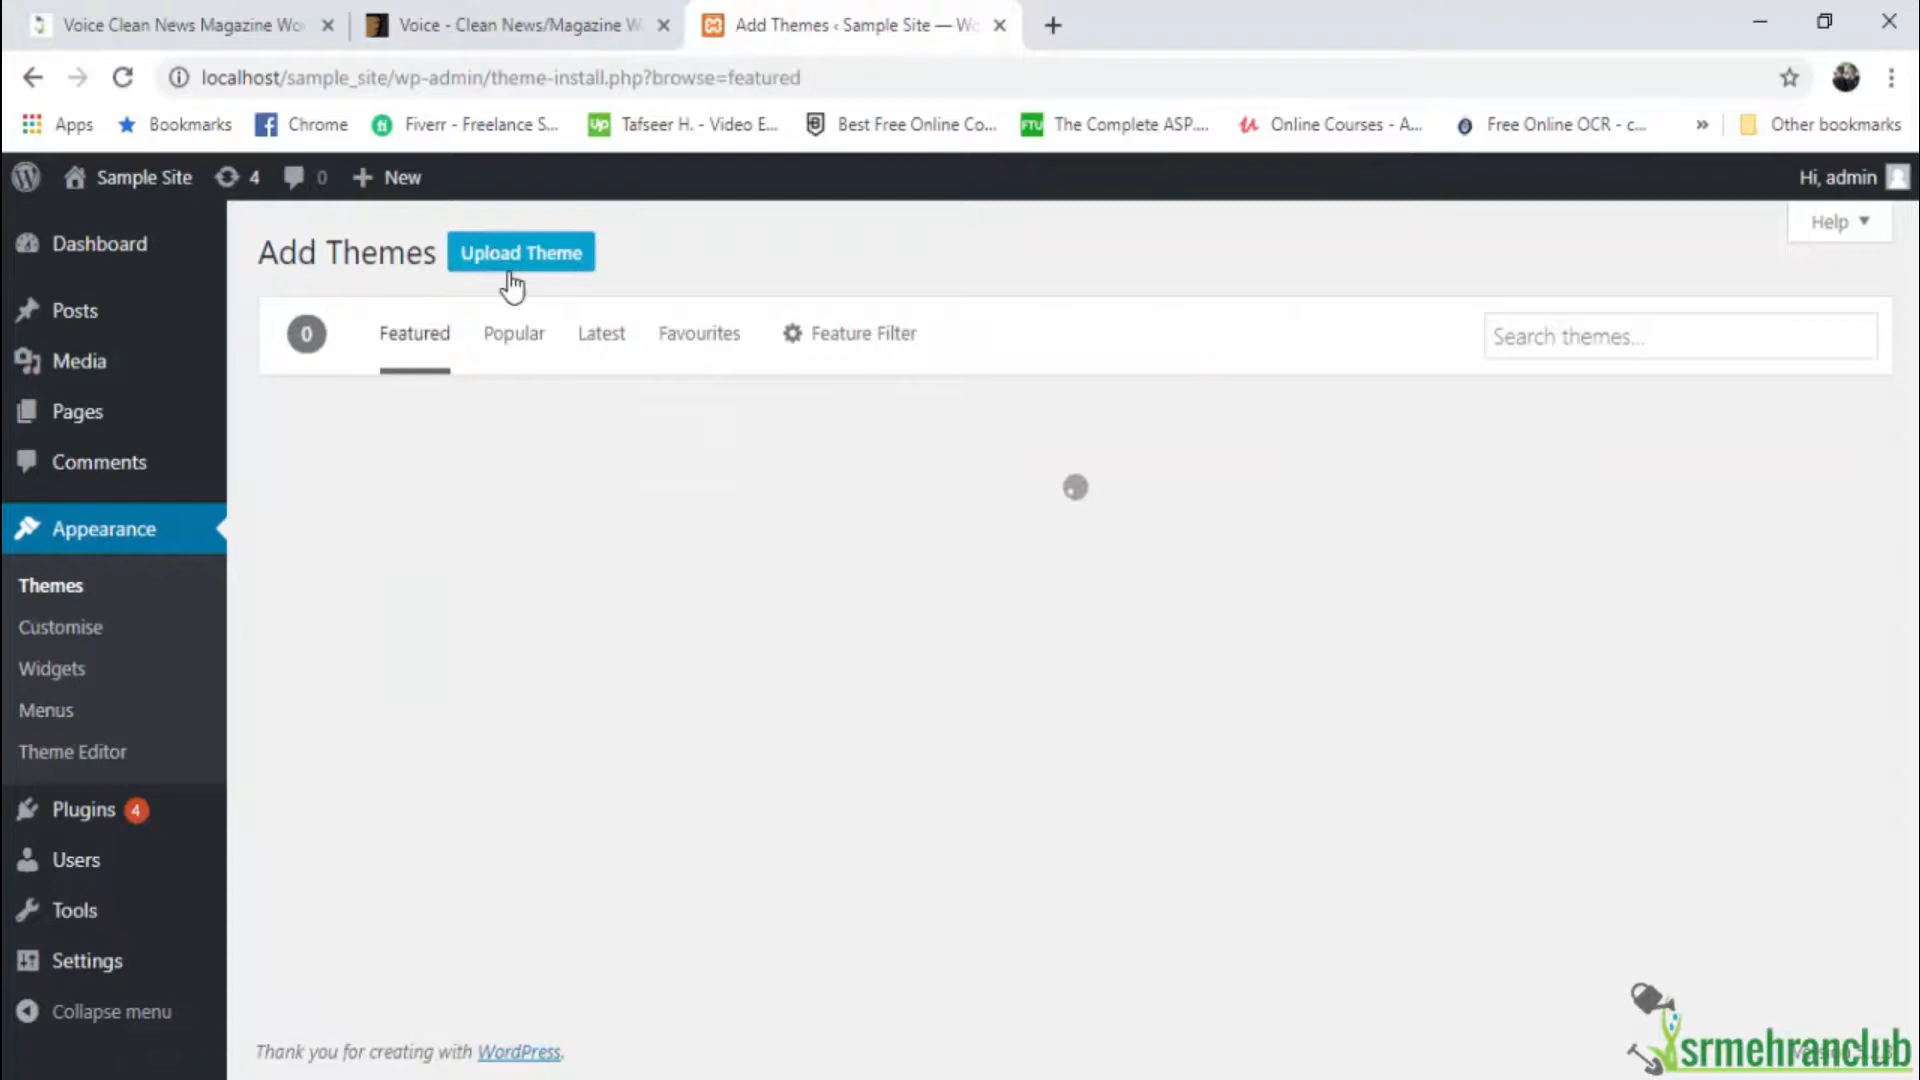 Voice Clean News Magazine Wo
Voice - Clean News/Magazine W
Add Themes ‹ Sample Site — Wo
localhost/sample_site/wp-admin/theme-install.php?browse=featured
Apps
Bookmarks
Chrome
Fiverr - Freelance S...
Up
Tafseer H. - Video E...
Best Free Online Co...
FTU
The Complete ASP....
Online Courses - A...
Free Online OCR - c...
»
Other bookmarks
Sample Site
4
0
+ New
Hi, admin
Dashboard
Posts
Media
Pages
Comments
Appearance
Themes
Customise
Widgets
Menus
Theme Editor
Plugins 4
Users
Tools
Settings
Collapse menu
Help
Add Themes
Upload Theme
0
Featured
Popular
Latest
Favourites
Feature Filter
Search themes...
Thank you for creating with WordPress.
srmehranclub